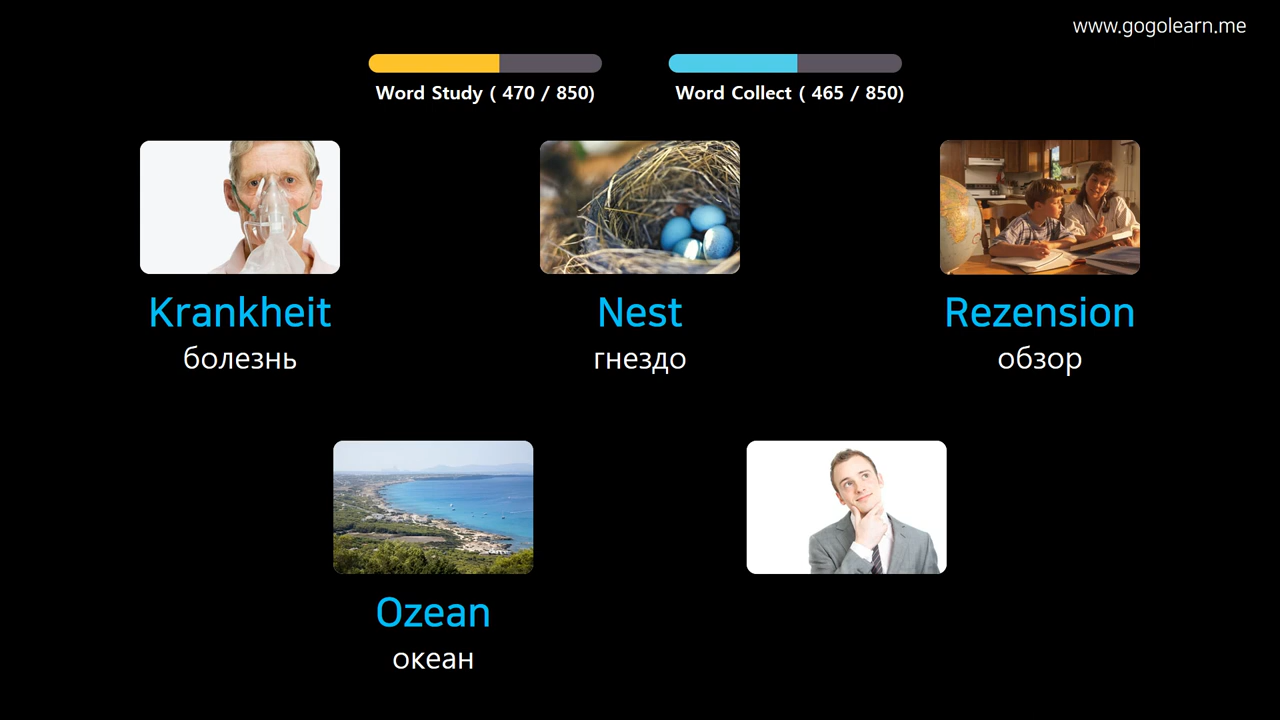 www.gogolearn.me
Word Study ( 470 / 850)
Word Collect ( 465 / 850)
Krankheit
болезнь
Nest
гнездо
Rezension
обзор
Ozean
океан